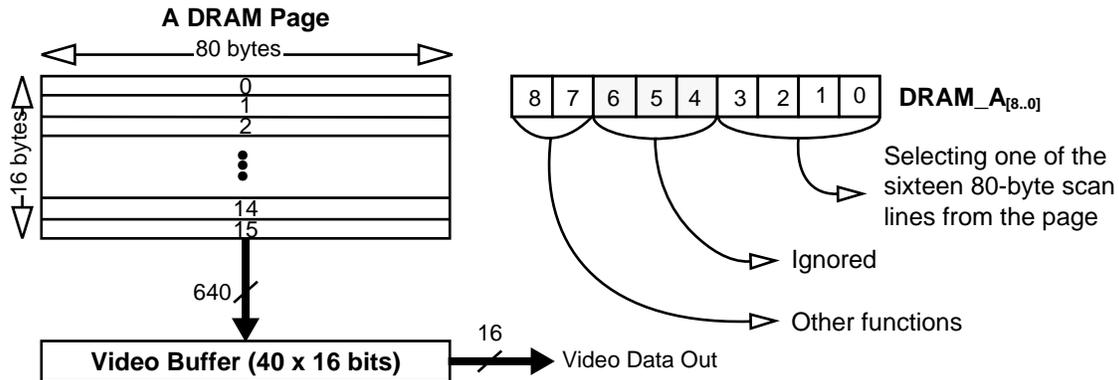 A DRAM Page
80 bytes
16 bytes
0
1
2
14
15
640
Video Buffer (40 x 16 bits)
16
Video Data Out
8 7 6 5 4 3 2 1 0
DRAM_A[8..0]
Selecting one of the
sixteen 80-byte scan
lines from the page
Ignored
Other functions